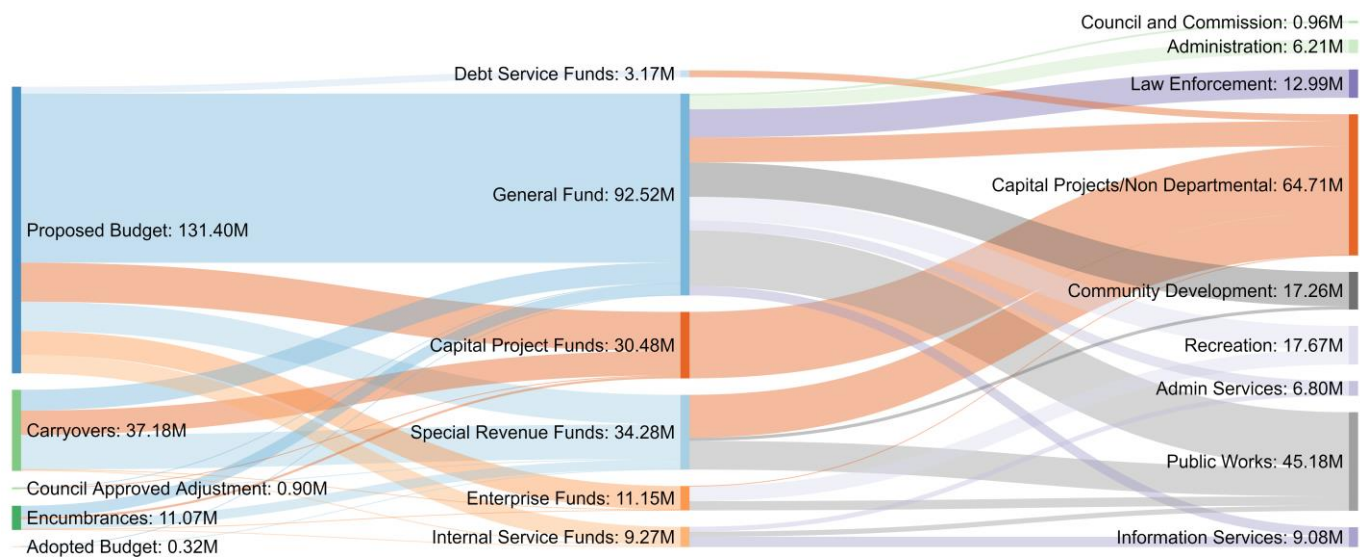 Proposed Budget: 131.40M
Carryovers: 37.18M
Council Approved Adjustment: 0.90M
Encumbrances: 11.07M
Adopted Budget: 0.32M
Debt Service Funds: 3.17M
General Fund: 92.52M
Capital Project Funds: 30.48M
Special Revenue Funds: 34.28M
Enterprise Funds: 11.15M
Internal Service Funds: 9.27M
Council and Commission: 0.96M
Administration: 6.21M
Law Enforcement: 12.99M
Capital Projects/Non Departmental: 64.71M
Community Development: 17.26M
Recreation: 17.67M
Admin Services: 6.80M
Public Works: 45.18M
Information Services: 9.08M